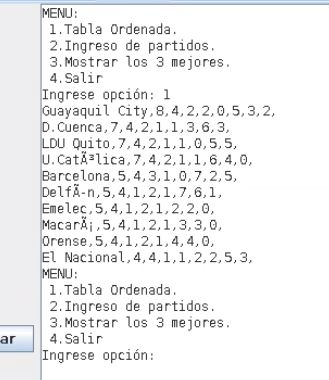 MENU:
1.Tabla Ordenada.
2.Ingreso de partidos.
3.Mostrar los 3 mejores.
4.Salir
Ingrese opción: 1
Guayaquil City,8,4,2,2,0,5,3,2,
D.Cuenca,7,4,2,1,1,3,6,3,
LDU Quito,7,4,2,1,1,0,5,5,
U.CatÃ³lica,7,4,2,1,1,6,4,0,
Barcelona,5,4,3,1,0,7,2,5,
DelfÃ-n,5,4,1,2,1,7,6,1,
Emelec,5,4,1,2,1,2,2,0,
MacarÃ¡,5,4,1,2,1,3,3,0,
Orense,5,4,1,2,1,4,4,0,
El Nacional,4,4,1,1,2,2,5,3,
MENU:
1.Tabla Ordenada.
2.Ingreso de partidos.
3.Mostrar los 3 mejores.
4.Salir
ar
Ingrese opción: